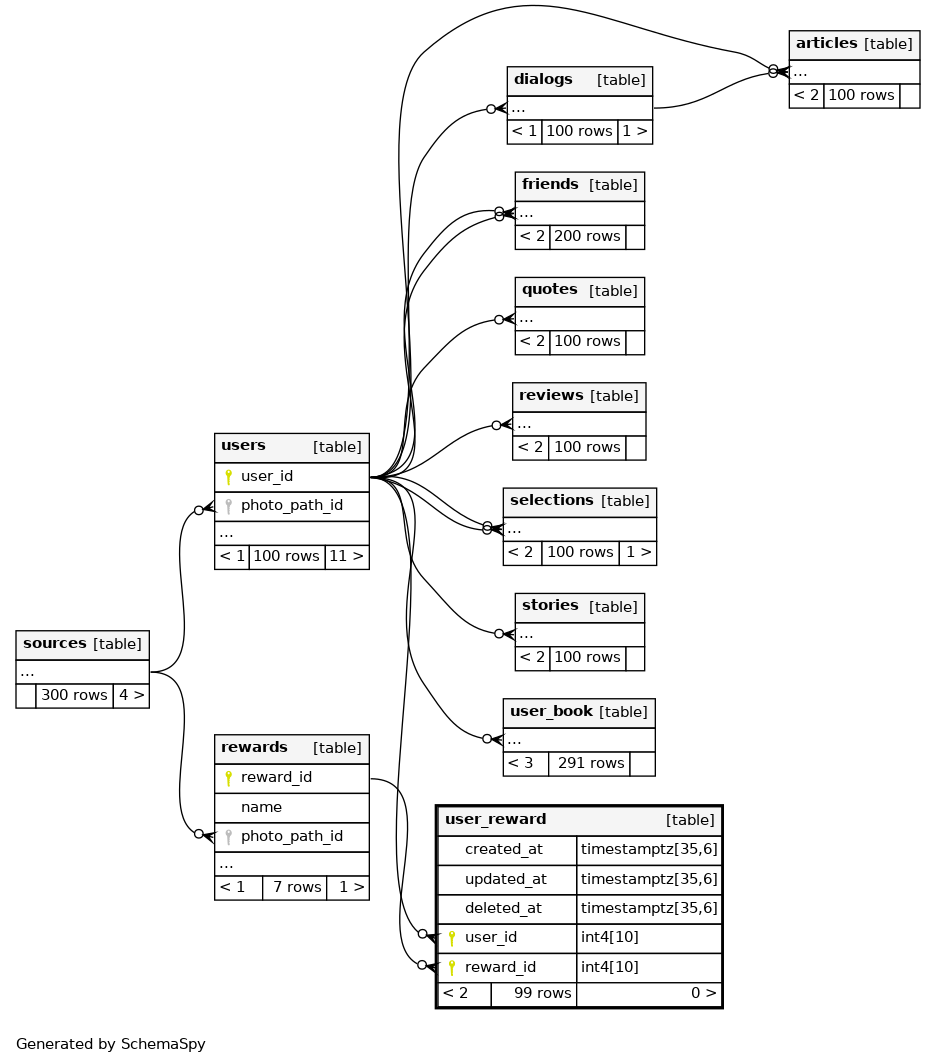 articles [table]
...
< 2 100 rows
dialogs [table]
...
< 1 100 rows 1 >
friends [table]
...
< 2 200 rows
quotes [table]
...
< 2 100 rows
reviews [table]
...
< 2 100 rows
users [table]
user_id
photo_path_id
...
< 1 100 rows 11 >
selections [table]
...
< 2 100 rows 1 >
stories [table]
...
< 2 100 rows
sources [table]
...
300 rows 4 >
user_book [table]
...
< 3 291 rows
rewards [table]
reward_id
name
photo_path_id
...
< 1 7 rows 1 >
user_reward [table]
created_at timestamptz[35,6]
updated_at timestamptz[35,6]
deleted_at timestamptz[35,6]
user_id int4[10]
reward_id int4[10]
< 2 99 rows 0 >
Generated by SchemaSpy